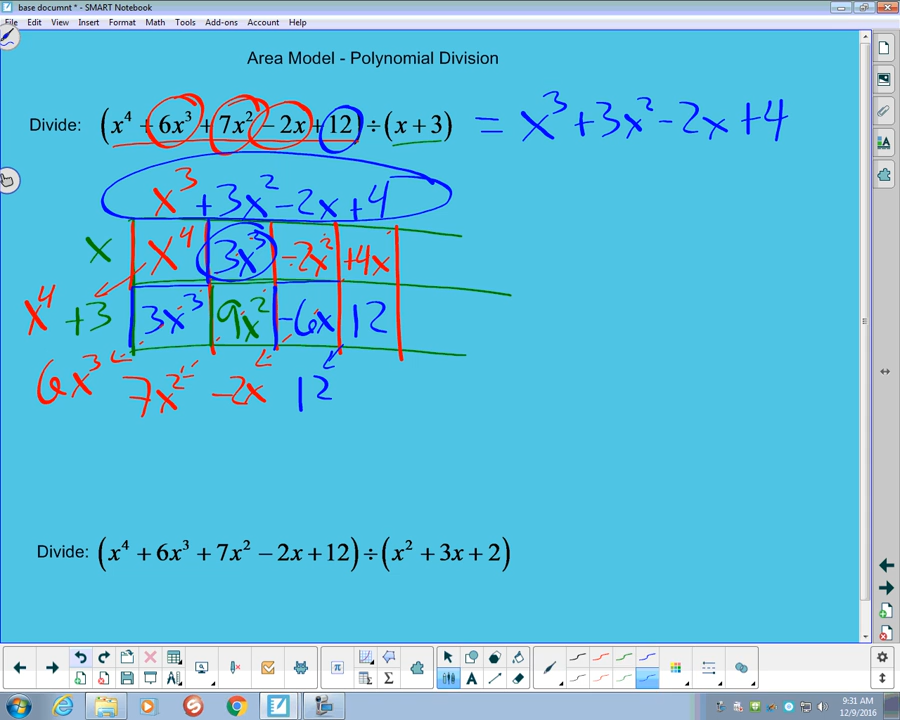 base documnt * - SMART Notebook
File Edit View Insert Format Math Tools Add-ons Account Help
Area Model - Polynomial Division
Divide: (x⁴ + 6x³ + 7x² − 2x + 12) ÷ (x + 3) = x³ + 3x² − 2x + 4
x³ + 3x² − 2x + 4
x x⁴ 3x³ −2x² +4x
x⁴ +3 3x³ 9x² −6x 12
6x³ 7x² −2x 12
Divide: (x⁴ + 6x³ + 7x² − 2x + 12) ÷ (x² + 3x + 2)
9:31 AM
12/9/2016